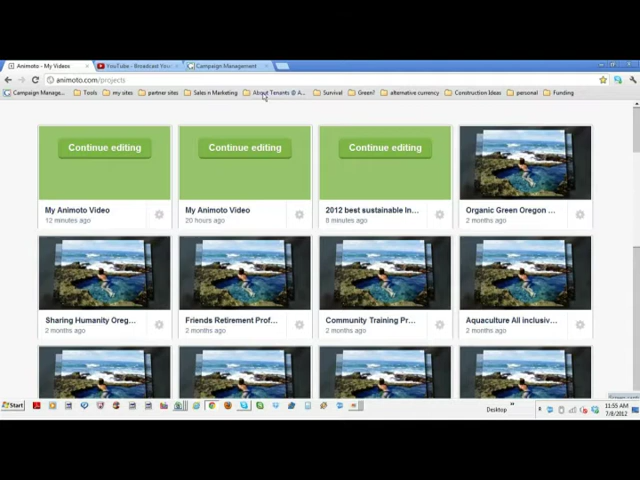 Animoto - My Videos
YouTube - Broadcast Your
Campaign Management
animoto.com/projects
Campaign Manage...
Tools
my sites
partner sites
Sales n Marketing
About Tenants @ A...
Survival
Green!
alternative currency
Construction Ideas
personal
Funding
Continue editing
Continue editing
Continue editing
My Animoto Video
My Animoto Video
2012 best sustainable In...
Organic Green Oregon ...
12 minutes ago
20 hours ago
8 minutes ago
2 months ago
Sharing Humanity Oreg...
Friends Retirement Prof...
Community Training Pr...
Aquaculture All inclusiv...
2 months ago
2 months ago
2 months ago
2 months ago
Start
Desktop
11:55 AM
7/8/2012